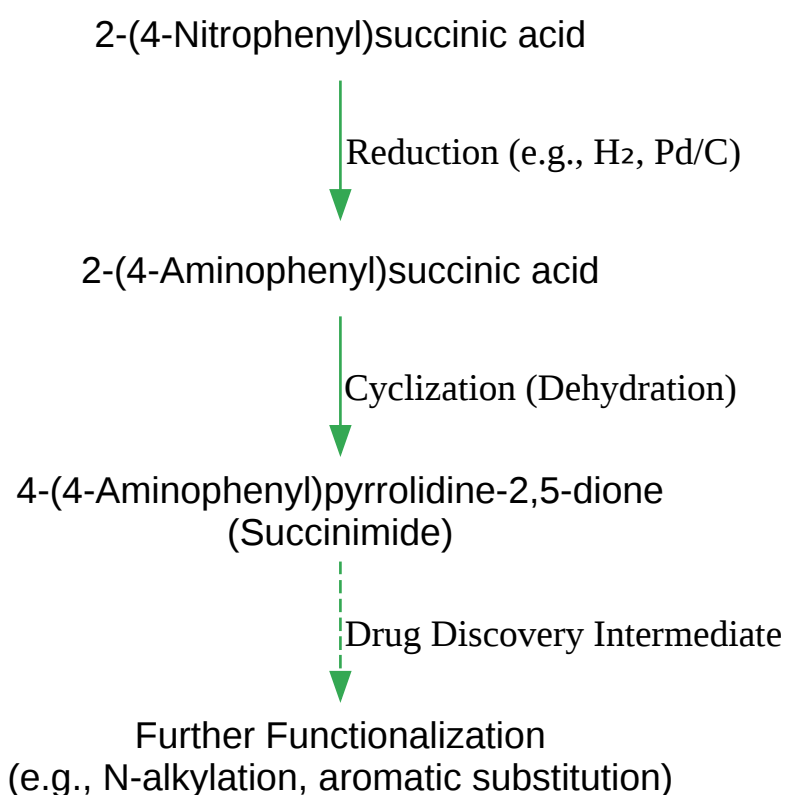 2-(4-Nitrophenyl)succinic acid
Reduction (e.g., H₂, Pd/C)
2-(4-Aminophenyl)succinic acid
Cyclization (Dehydration)
4-(4-Aminophenyl)pyrrolidine-2,5-dione
(Succinimide)
Drug Discovery Intermediate
Further Functionalization
(e.g., N-alkylation, aromatic substitution)